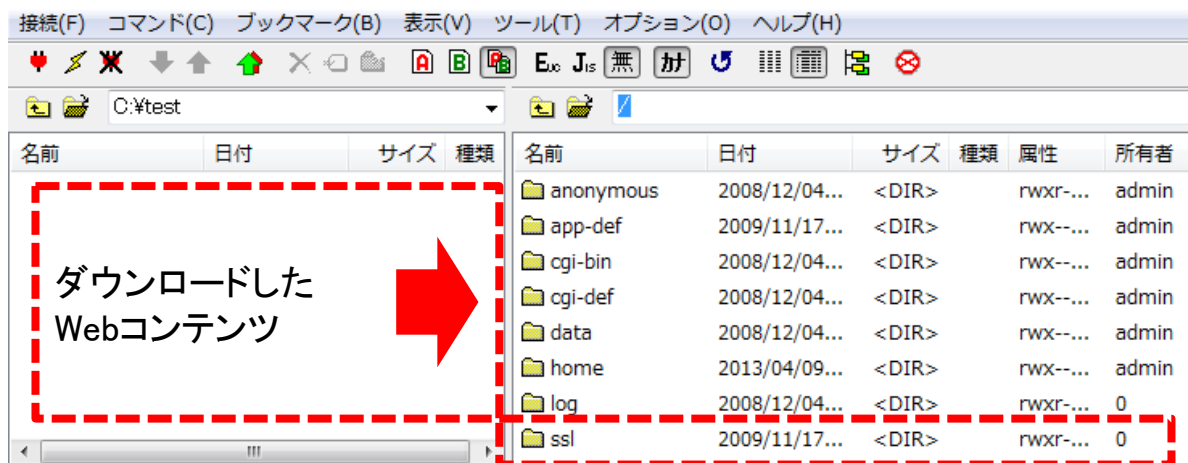 接続(F) コマンド(C) ブックマーク(B) 表示(V) ツール(T) オプション(O) ヘルプ(H)
A B Euc Jis 無 カナ
C:¥test
/
名前 日付 サイズ 種類
名前 日付 サイズ 種類 属性 所有者
anonymous 2008/12/04... <DIR> rwxr-... admin
app-def 2009/11/17... <DIR> rwx--... admin
cgi-bin 2008/12/04... <DIR> rwx--... admin
cgi-def 2008/12/04... <DIR> rwx--... admin
data 2008/12/04... <DIR> rwx--... admin
home 2013/04/09... <DIR> rwx--... admin
log 2008/12/04... <DIR> rwxr-... 0
ssl 2009/11/17... <DIR> rwxr-... 0
ダウンロードした
Webコンテンツ